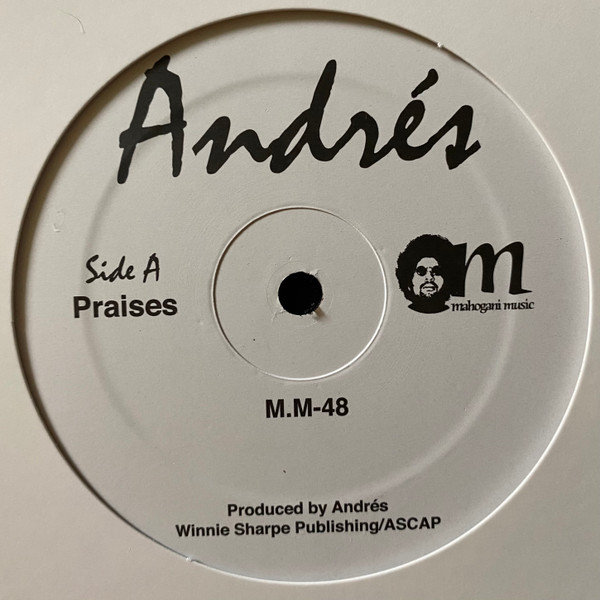 Andrés
Side A
Praises
m
mahogani music
M.M-48
Produced by Andrés
Winnie Sharpe Publishing/ASCAP